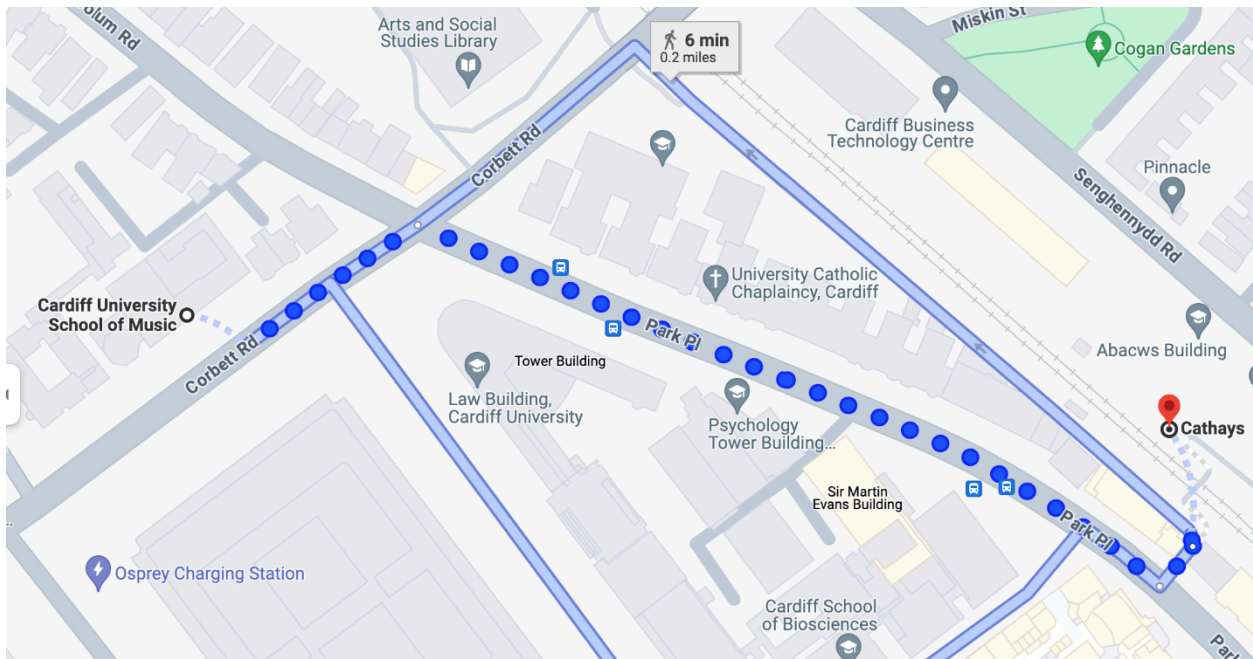 olum Rd
Arts and Social
Studies Library
6 min
0.2 miles
Miskin St
Cogan Gardens
Cardiff Business
Technology Centre
Corbett Rd
Pinnacle
Senghennydd Rd
University Catholic
Chaplaincy, Cardiff
Cardiff University
School of Music
Park Pl
Corbett Rd
Tower Building
Abacws Building
Law Building,
Cardiff University
Psychology
Tower Building...
Cathays
Sir Martin
Evans Building
Park Pl
Osprey Charging Station
Cardiff School
of Biosciences
Par